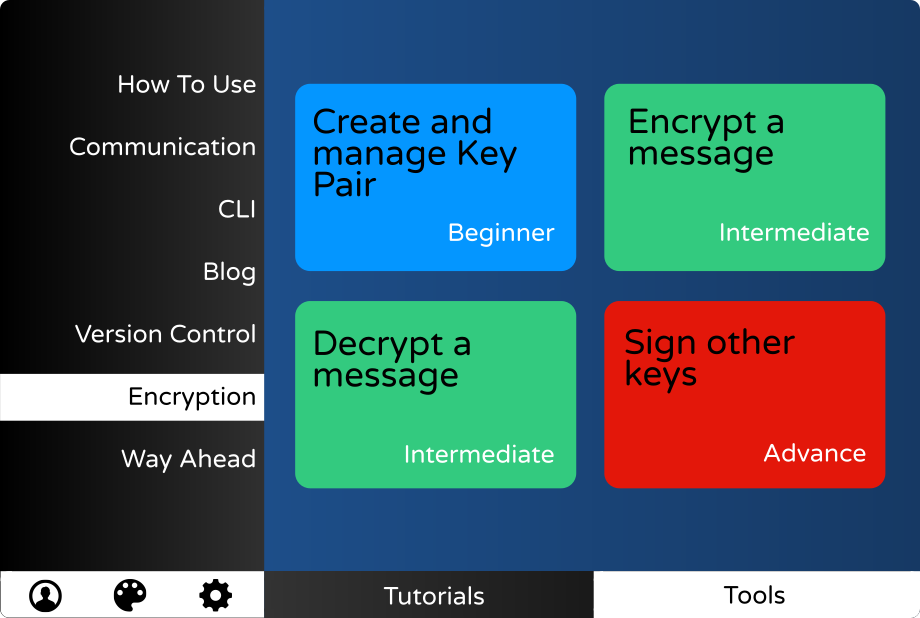 How To Use
Communication
CLI
Blog
Version Control
Encryption
Way Ahead
Create and
manage Key
Pair
Beginner
Encrypt a
message
Intermediate
Decrypt a
message
Intermediate
Sign other
keys
Advance
Tutorials
Tools